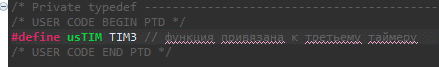 /* Private typedef -----------------------------------------------------------
/* USER CODE BEGIN PTD */
#define usTIM TIM3 // функция привязана к третьему таймеру
/* USER CODE END PTD */